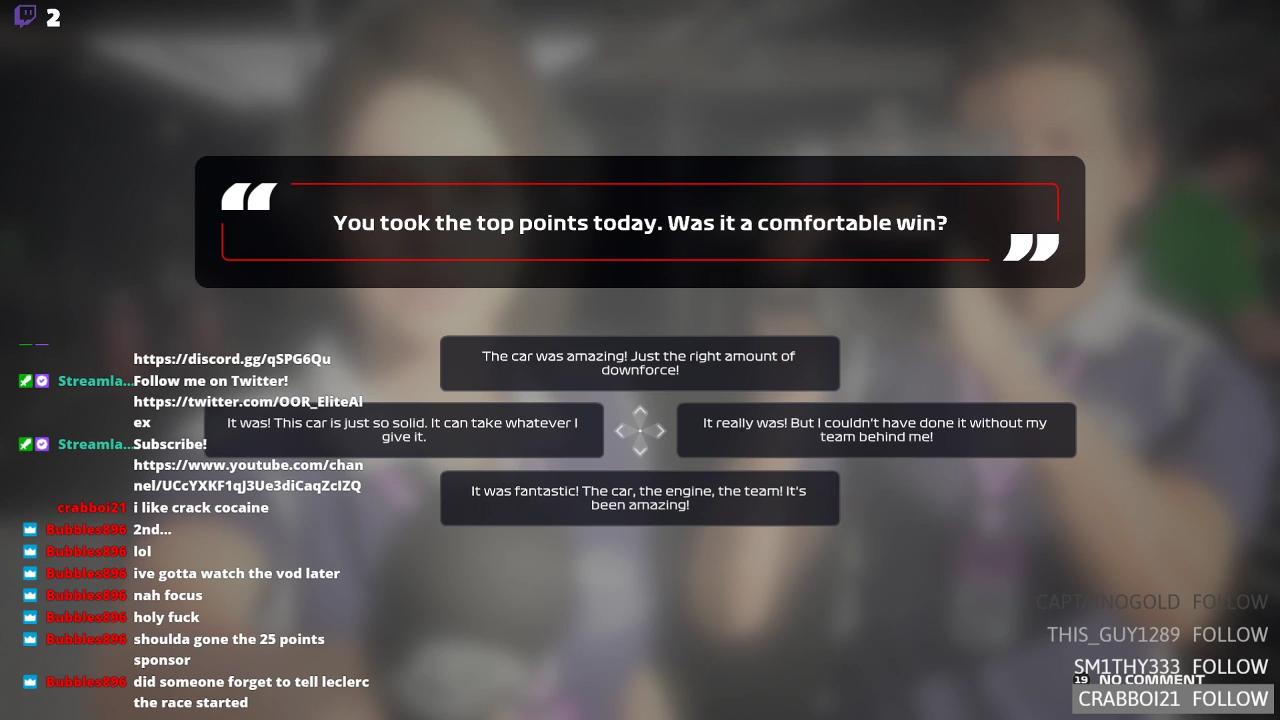 2
You took the top points today. Was it a comfortable win?
The car was amazing! Just the right amount of
downforce!
It was! This car is just so solid. It can take whatever I
give it.
It really was! But I couldn't have done it without my
team behind me!
It was fantastic! The car, the engine, the team! It's
been amazing!
https://discord.gg/qSPG6Qu
Streamla... Follow me on Twitter!
https://twitter.com/OOR_EliteAl
ex
Streamla... Subscribe!
https://www.youtube.com/chan
nel/UCcYXKF1qJ3Ue3diCaqZcIZQ
crabboi21 i like crack cocaine
Bubbles896 2nd...
Bubbles896 lol
Bubbles896 ive gotta watch the vod later
Bubbles896 nah focus
Bubbles896 holy fuck
Bubbles896 shoulda gone the 25 points
sponsor
Bubbles896 did someone forget to tell leclerc
the race started
CAPTAINOGOLD FOLLOW
THIS_GUY1289 FOLLOW
SM1THY333 FOLLOW
19 NO COMMENT
CRABBOI21 FOLLOW